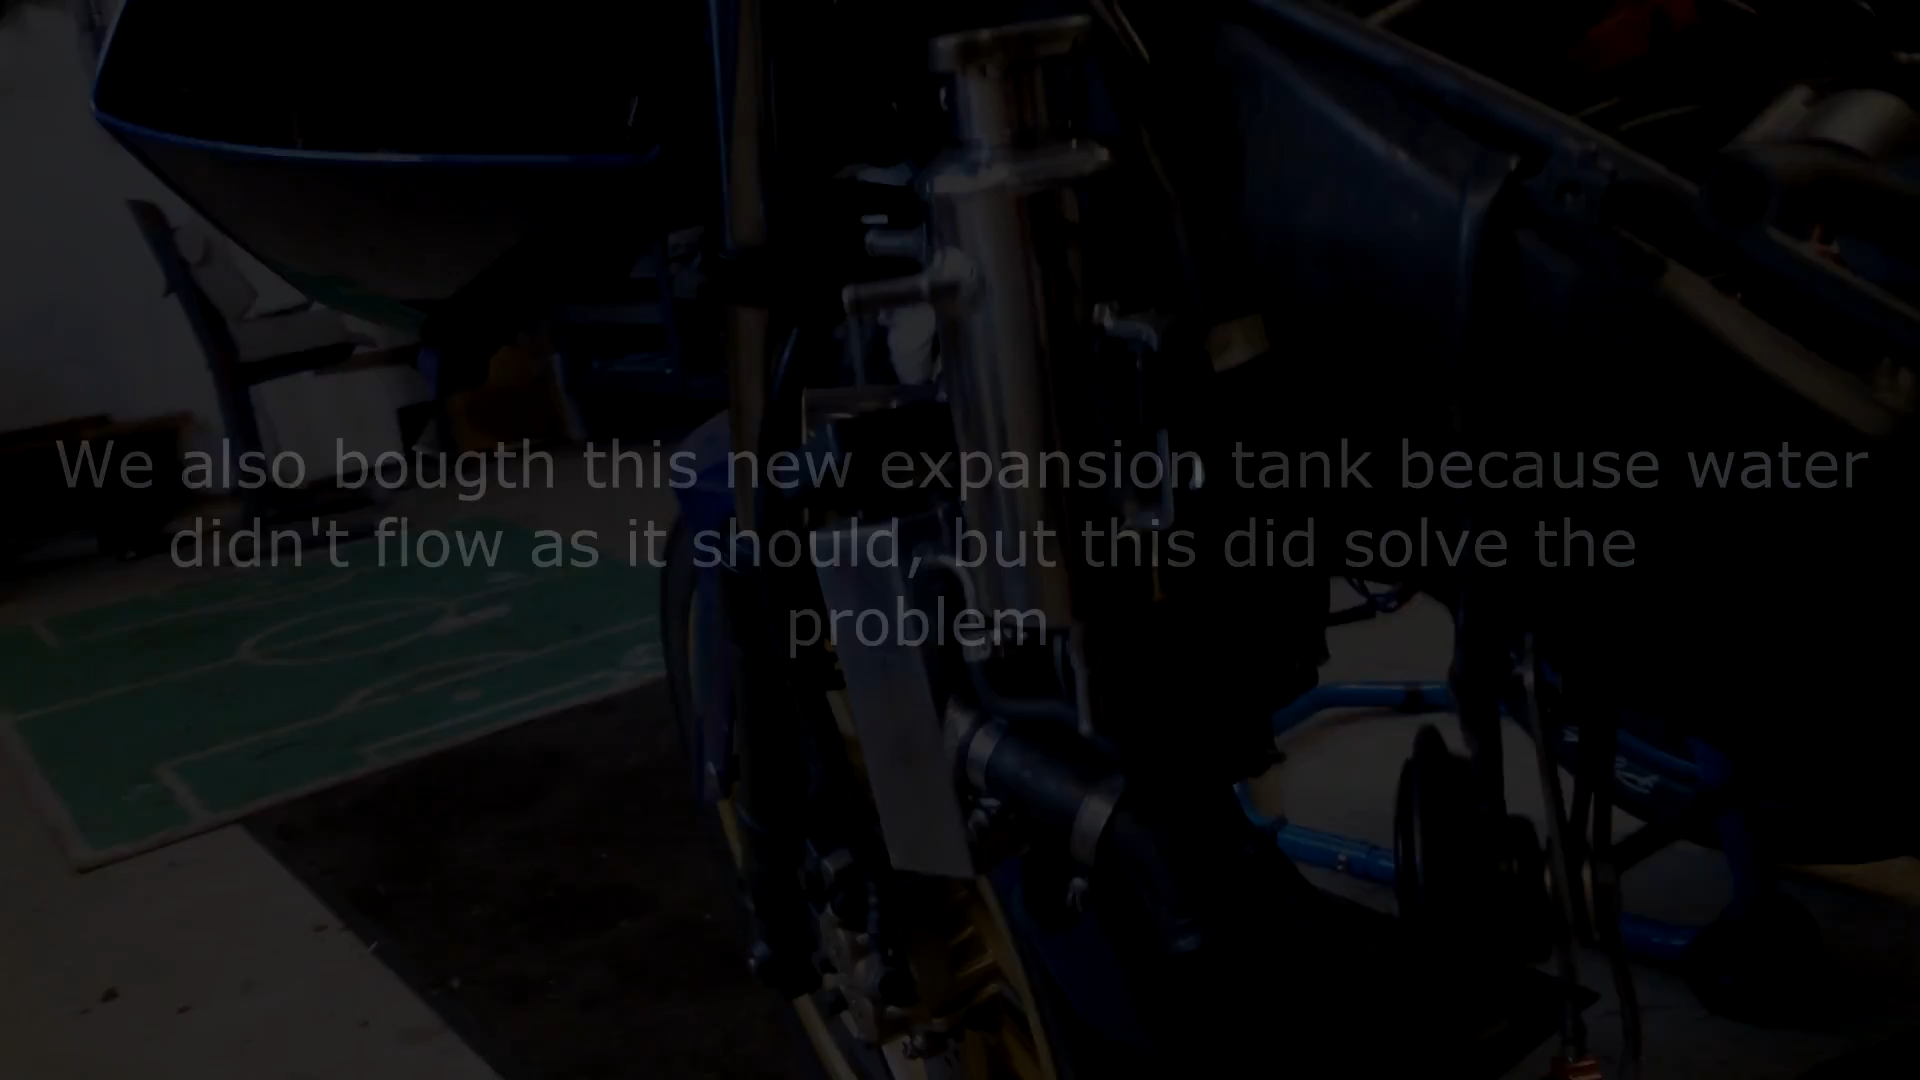 We also bougth this new expansion tank because water
didn't flow as it should, but this did solve the
problem